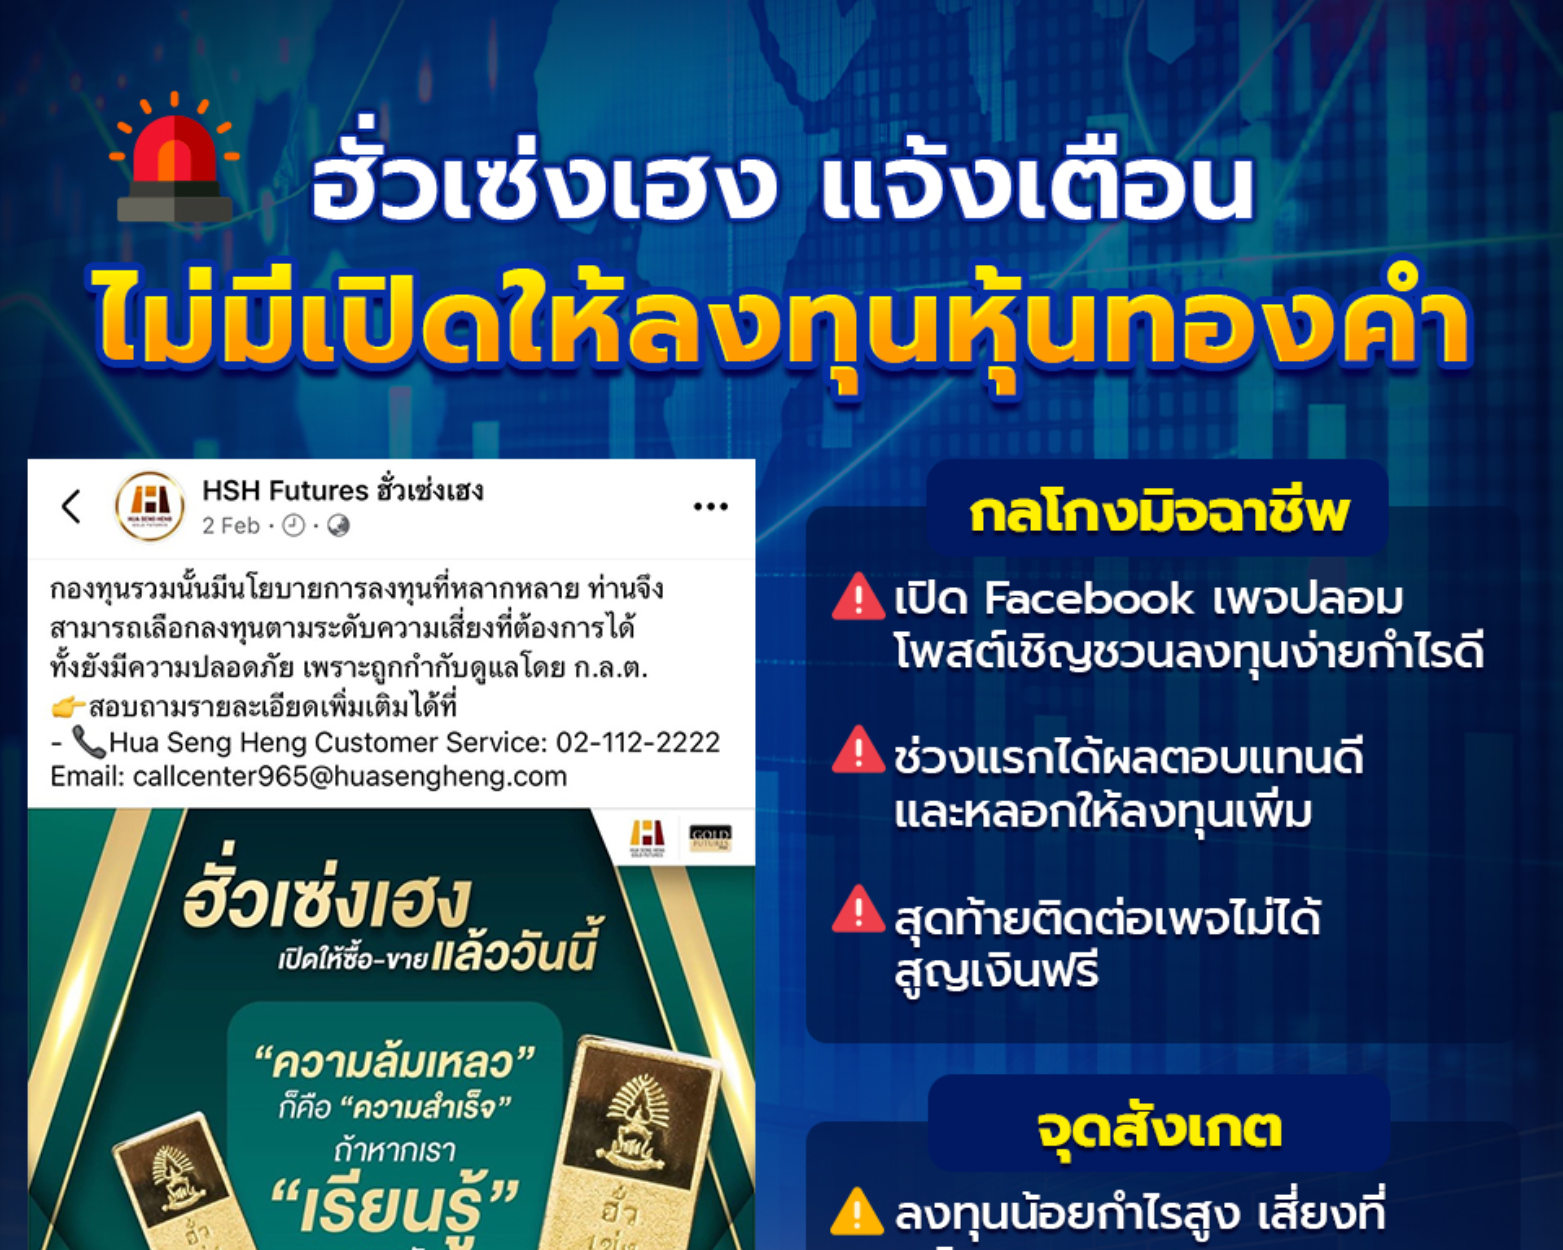 ฮั่วเซ่งเฮง แจ้งเตือน
ไม่มีเปิดให้ลงทุนหุ้นทองคำ
HSH Futures ฮั่วเซ่งเฮง
2 Feb
กองทุนรวมนั้นมีนโยบายการลงทุนที่หลากหลาย ท่านจึง
สามารถเลือกลงทุนตามระดับความเสี่ยงที่ต้องการได้
ทั้งยังมีความปลอดภัย เพราะถูกกำกับดูแลโดย ก.ล.ต.
👉สอบถามรายละเอียดเพิ่มเติมได้ที่
- 📞Hua Seng Heng Customer Service: 02-112-2222
Email: callcenter965@huasengheng.com
HUA SENG HENG
GOLD FUTURES
GOLD
FUTURES
ฮั่วเซ่งเฮง
เปิดให้ซื้อ-ขายแล้ววันนี้
“ความล้มเหลว”
ก็คือ “ความสำเร็จ”
ถ้าหากเรา
“เรียนรู้”
ฮั่ว
ฮั่ว
เซ่ง
กลโกงมิจฉาชีพ
เปิด Facebook เพจปลอม
โพสต์เชิญชวนลงทุนง่ายกำไรดี
ช่วงแรกได้ผลตอบแทนดี
และหลอกให้ลงทุนเพิ่ม
สุดท้ายติดต่อเพจไม่ได้
สูญเงินฟรี
จุดสังเกต
ลงทุนน้อยกำไรสูง เสี่ยงที่